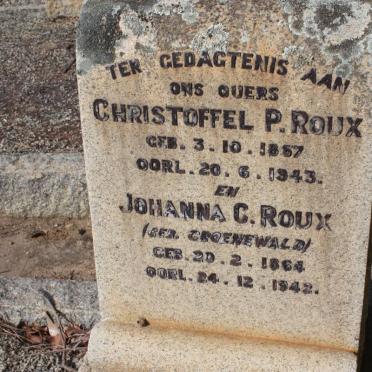 TER GEDAGTENIS AAN
ONS OUERS
CHRISTOFFEL P. ROUX
GEB. 3. 10. 1857
OORL. 20. 6. 1943.
EN
JOHANNA C. ROUX
(GEB. GROENEWALD)
GEB. 20. 2. 1864
OORL. 24. 12. 1942.